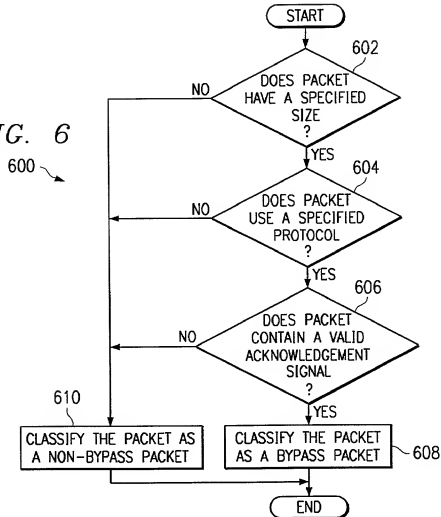 START
602
DOES PACKET
HAVE A SPECIFIED
SIZE
?
NO
YES
IG. 6
600
604
DOES PACKET
USE A SPECIFIED
PROTOCOL
?
NO
YES
606
DOES PACKET
CONTAIN A VALID
ACKNOWLEDGEMENT
SIGNAL
?
NO
YES
610
CLASSIFY THE PACKET AS
A NON-BYPASS PACKET
CLASSIFY THE PACKET
AS A BYPASS PACKET
608
END